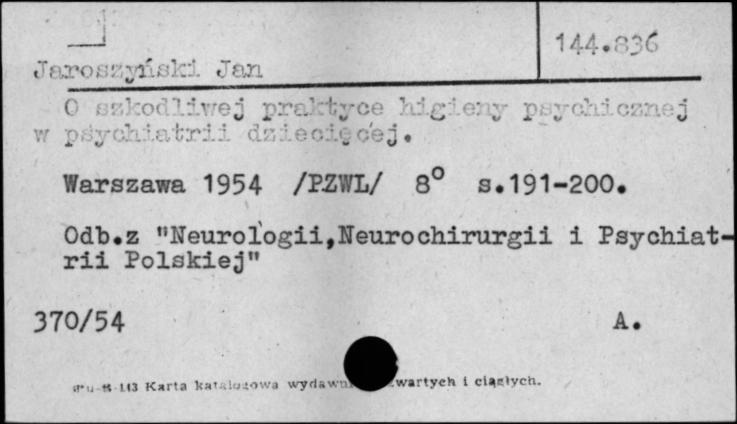 144.836
Jaroszyński Jan
O szkodliwej praktyce higieny psychicznej
w psychiatrii dziecięcej.
Warszawa 1954 /PZWL/ 8° s.191-200.
Odb.z "Neurologii,Neurochirurgii i Psychiat-
rii Polskiej"
370/54 A.
Karta katalogowa i ciągłych.